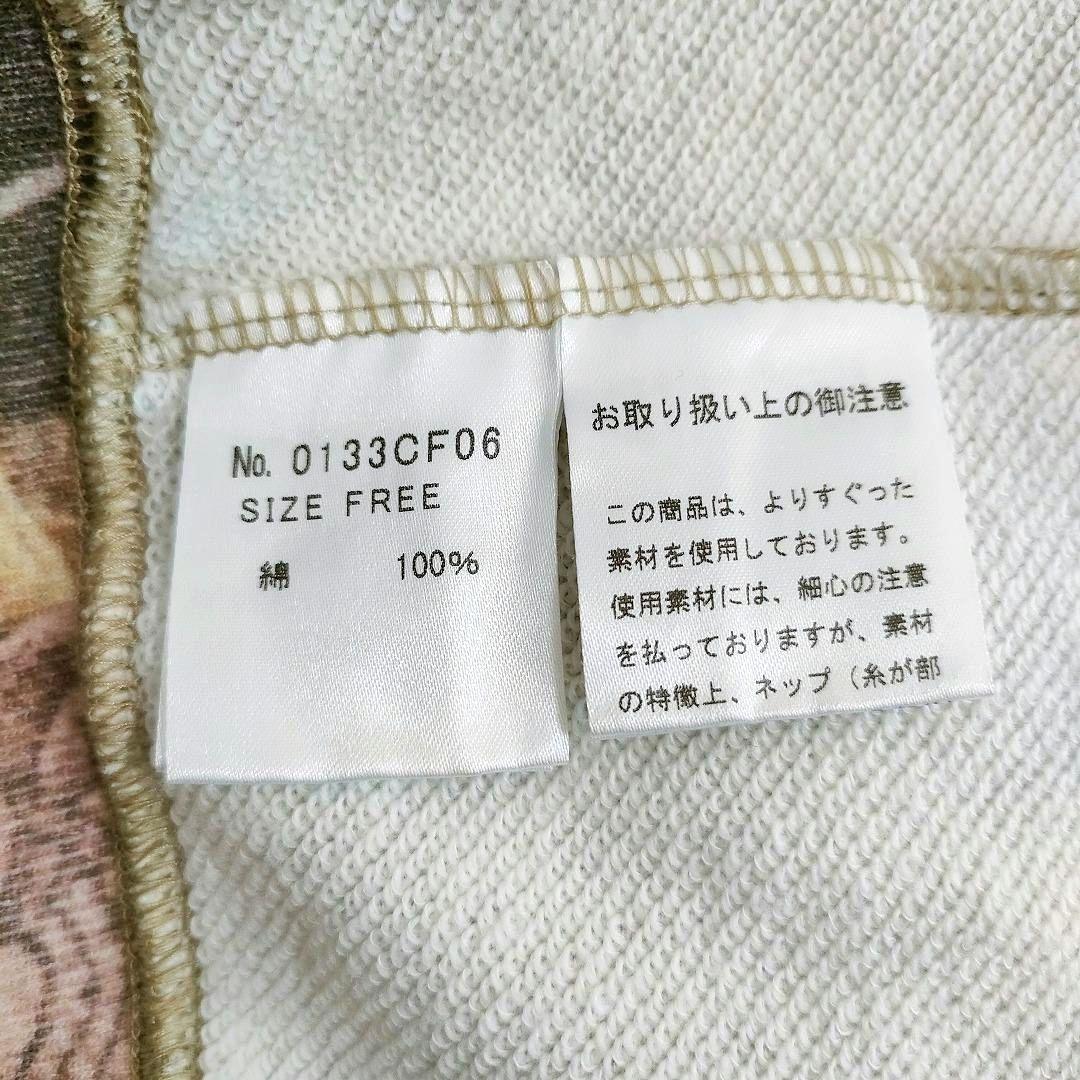 No. 0133CF06
SIZE FREE
綿 100%
お取り扱い上の御注意
この商品は、よりすぐった
素材を使用しております。
使用素材には、細心の注意
を払っておりますが、素材
の特徴上、ネップ（糸が部